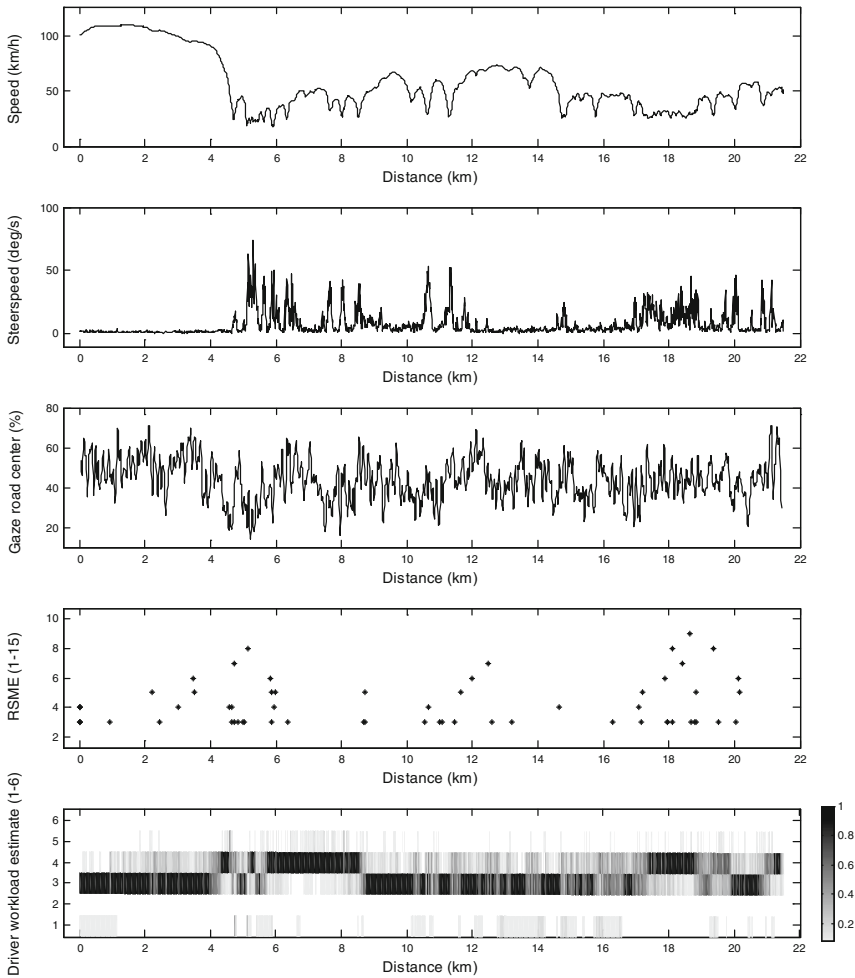 Speed (km/h)
100
50
0
0 2 4 6 8 10 12 14 16 18 20 22
Distance (km)
Steerspeed (deg/s)
100
50
0
0 2 4 6 8 10 12 14 16 18 20 22
Distance (km)
Gaze road center (%)
80
60
40
20
0 2 4 6 8 10 12 14 16 18 20 22
Distance (km)
RSME (1-15)
10
8
6
4
2
0 2 4 6 8 10 12 14 16 18 20 22
Distance (km)
Driver workload estimate (1-6)
6
5
4
3
2
1
0 2 4 6 8 10 12 14 16 18 20 22
Distance (km)
1
0.8
0.6
0.4
0.2